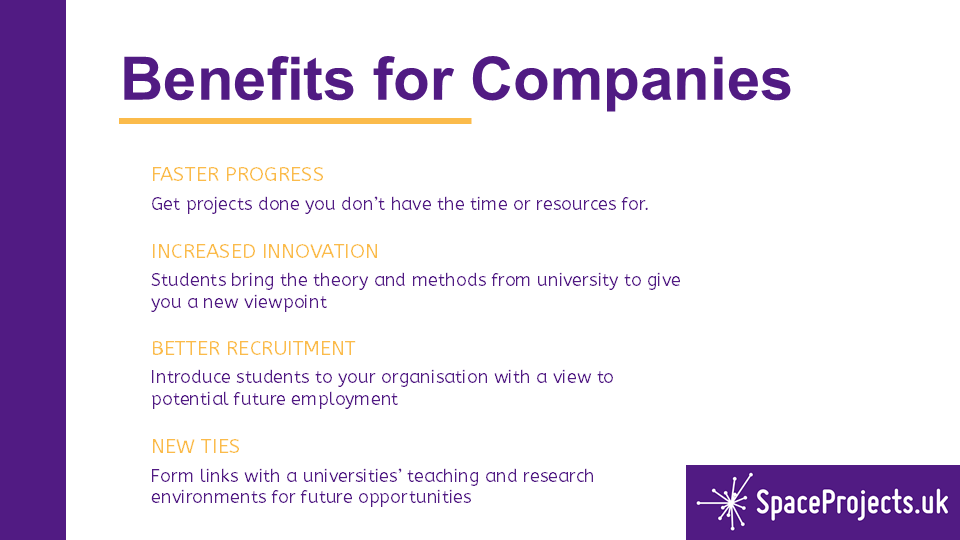 Benefits for Companies
FASTER PROGRESS
Get projects done you don’t have the time or resources for.
INCREASED INNOVATION
Students bring the theory and methods from university to give
you a new viewpoint
BETTER RECRUITMENT
Introduce students to your organisation with a view to
potential future employment
NEW TIES
Form links with a universities’ teaching and research
environments for future opportunities
SpaceProjects.uk